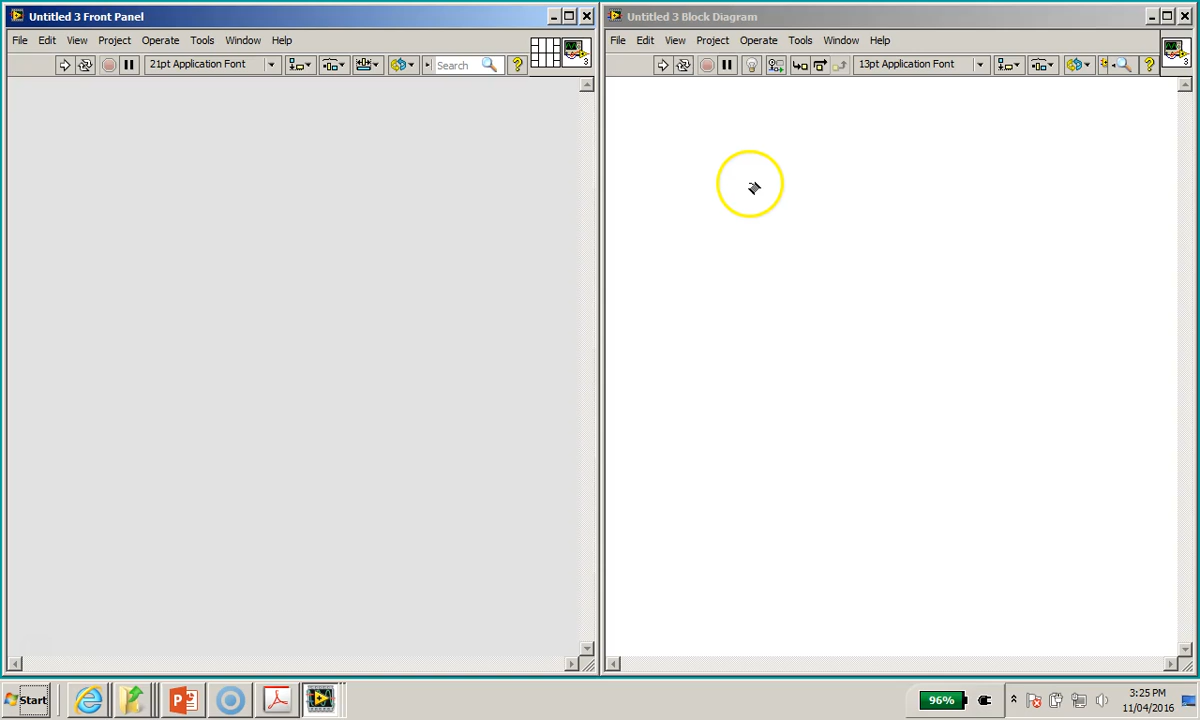 Untitled 3 Front Panel
File Edit View Project Operate Tools Window Help
21pt Application Font
Search
?
3
Untitled 3 Block Diagram
File Edit View Project Operate Tools Window Help
13pt Application Font
?
3
Start
96%
3:25 PM
11/04/2016